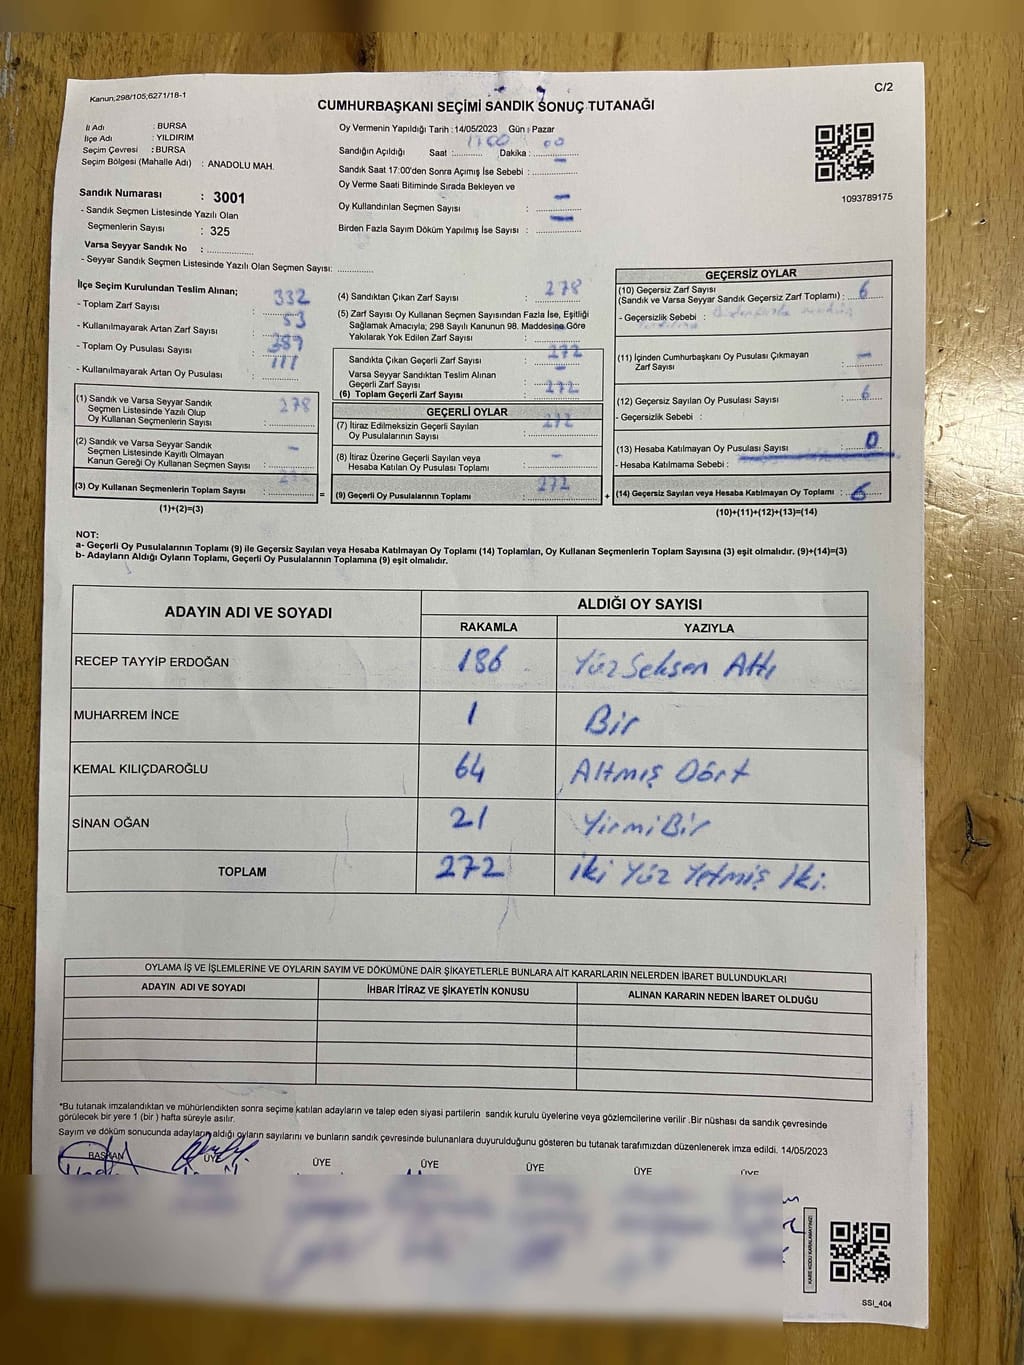 Kanun,298/105,6271/18-1
C/2
CUMHURBAŞKANI SEÇİMİ SANDIK SONUÇ TUTANAĞI
İl Adı : BURSA
İlçe Adı : YILDIRIM
Seçim Çevresi : BURSA
Seçim Bölgesi (Mahalle Adı) : ANADOLU MAH.
Sandık Numarası : 3001
- Sandık Seçmen Listesinde Yazılı Olan
Seçmenlerin Sayısı : 325
Varsa Seyyar Sandık No :
- Seyyar Sandık Seçmen Listesinde Yazılı Olan Seçmen Sayısı:
Oy Vermenin Yapıldığı Tarih : 14/05/2023 Gün : Pazar
Sandığın Açıldığı Saat : 1700 Dakika : 00
Sandık Saat 17:00'den Sonra Açımış İse Sebebi : -
Oy Verme Saati Bitiminde Sırada Bekleyen ve
Oy Kullandırılan Seçmen Sayısı : -
Birden Fazla Sayım Döküm Yapılmış İse Sayısı : -
1093789175
İlçe Seçim Kurulundan Teslim Alınan;
- Toplam Zarf Sayısı : 332
- Kullanılmayarak Artan Zarf Sayısı : 53
- Toplam Oy Pusulası Sayısı : 389
- Kullanılmayarak Artan Oy Pusulası : 111
(1) Sandık ve Varsa Seyyar Sandık
Seçmen Listesinde Yazılı Olup
Oy Kullanan Seçmenlerin Sayısı : 278
(2) Sandık ve Varsa Seyyar Sandık
Seçmen Listesinde Kayıtlı Olmayan
Kanun Gereği Oy Kullanan Seçmen Sayısı : -
(3) Oy Kullanan Seçmenlerin Toplam Sayısı :
(1)+(2)=(3)
(4) Sandıktan Çıkan Zarf Sayısı : 278
(5) Zarf Sayısı Oy Kullanan Seçmen Sayısından Fazla İse, Eşitliği
Sağlamak Amacıyla; 298 Sayılı Kanunun 98. Maddesine Göre
Yakılarak Yok Edilen Zarf Sayısı : -
Sandıkta Çıkan Geçerli Zarf Sayısı : 272
Varsa Seyyar Sandıktan Teslim Alınan
Geçerli Zarf Sayısı : -
(6) Toplam Geçerli Zarf Sayısı : 272
GEÇERLİ OYLAR
(7) İtiraz Edilmeksizin Geçerli Sayılan
Oy Pusulalarının Sayısı : 272
(8) İtiraz Üzerine Geçerli Sayılan veya
Hesaba Katılan Oy Pusulası Toplamı : -
= (9) Geçerli Oy Pusulalarının Toplamı : 272
GEÇERSİZ OYLAR
(10) Geçersiz Zarf Sayısı
(Sandık ve Varsa Seyyar Sandık Geçersiz Zarf Toplamı) : 6
- Geçersizlik Sebebi :
(11) İçinden Cumhurbaşkanı Oy Pusulası Çıkmayan
Zarf Sayısı : -
(12) Geçersiz Sayılan Oy Pusulası Sayısı : 6
- Geçersizlik Sebebi :
(13) Hesaba Katılmayan Oy Pusulası Sayısı : 0
- Hesaba Katılmama Sebebi :
+ (14) Geçersiz Sayılan veya Hesaba Katılmayan Oy Toplamı : 6
(10)+(11)+(12)+(13)=(14)
NOT:
a- Geçerli Oy Pusulalarının Toplamı (9) ile Geçersiz Sayılan veya Hesaba Katılmayan Oy Toplamı (14) Toplamları, Oy Kullanan Seçmenlerin Toplam Sayısına (3) eşit olmalıdır. (9)+(14)=(3)
b- Adayların Aldığı Oyların Toplamı, Geçerli Oy Pusulalarının Toplamına (9) eşit olmalıdır.
ADAYIN ADI VE SOYADI
ALDIĞI OY SAYISI
RAKAMLA YAZIYLA
RECEP TAYYİP ERDOĞAN 186 Yüz Seksen Altı
MUHARREM İNCE 1 Bir
KEMAL KILIÇDAROĞLU 64 Altmış Dört
SİNAN OĞAN 21 Yirmi Bir
TOPLAM 272 İki Yüz Yetmiş İki.
OYLAMA İŞ VE İŞLEMLERİNE VE OYLARIN SAYIM VE DÖKÜMÜNE DAİR ŞİKAYETLERLE BUNLARA AİT KARARLARIN NELERDEN İBARET BULUNDUKLARI
ADAYIN ADI VE SOYADI İHBAR İTİRAZ VE ŞİKAYETİN KONUSU ALINAN KARARIN NEDEN İBARET OLDUĞU
*Bu tutanak imzalandıktan ve mühürlendikten sonra seçime katılan adayların ve talep eden siyasi partilerin sandık kurulu üyelerine veya gözlemcilerine verilir .Bir nüshası da sandık çevresinde
görülecek bir yere 1 (bir ) hafta süreyle asılır.
Sayım ve döküm sonucunda adayların aldığı oyların sayılarını ve bunların sandık çevresinde bulunanlara duyurulduğunu gösteren bu tutanak tarafımızdan düzenlenerek imza edildi. 14/05/2023
BAŞKAN ÜYE ÜYE ÜYE ÜYE ÜYE ÜYE
KARE KODU KARALAMAYINIZ!
SSI_404